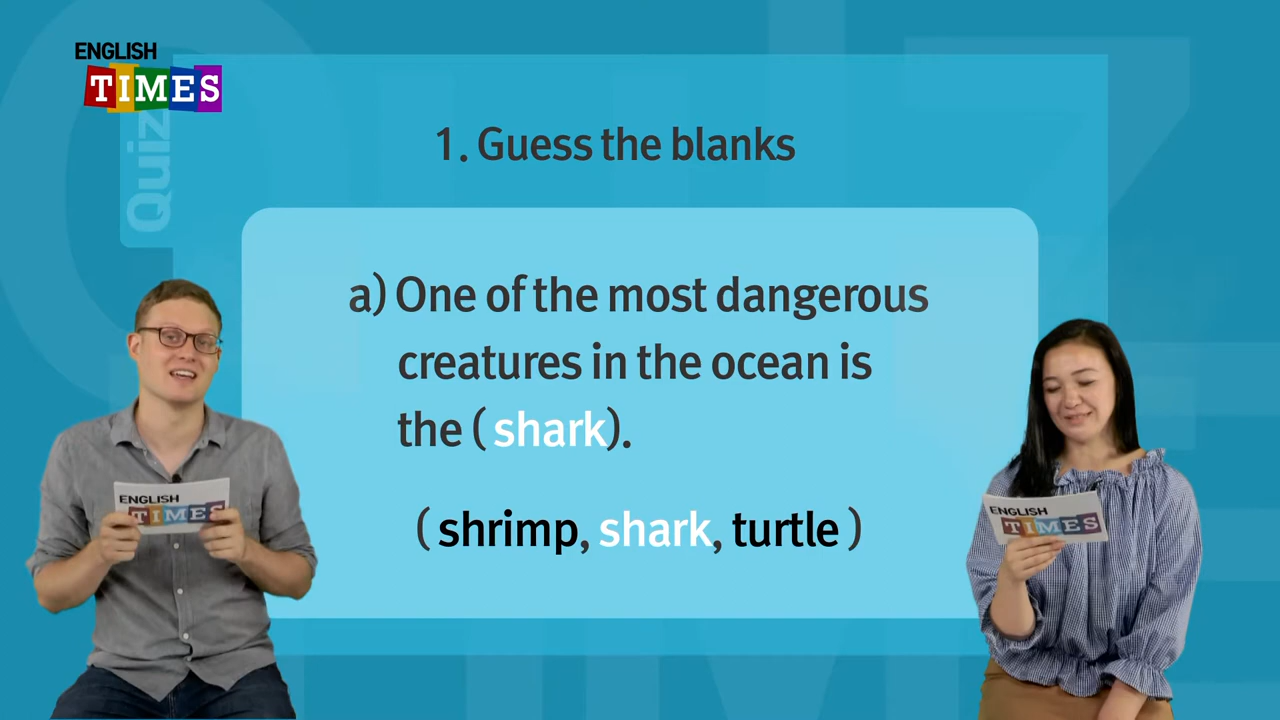 ENGLISH
TIMES
Quiz
1. Guess the blanks
a) One of the most dangerous
creatures in the ocean is
the ( shark).
( shrimp, shark, turtle )
ENGLISH
TIMES
ENGLISH
TIMES